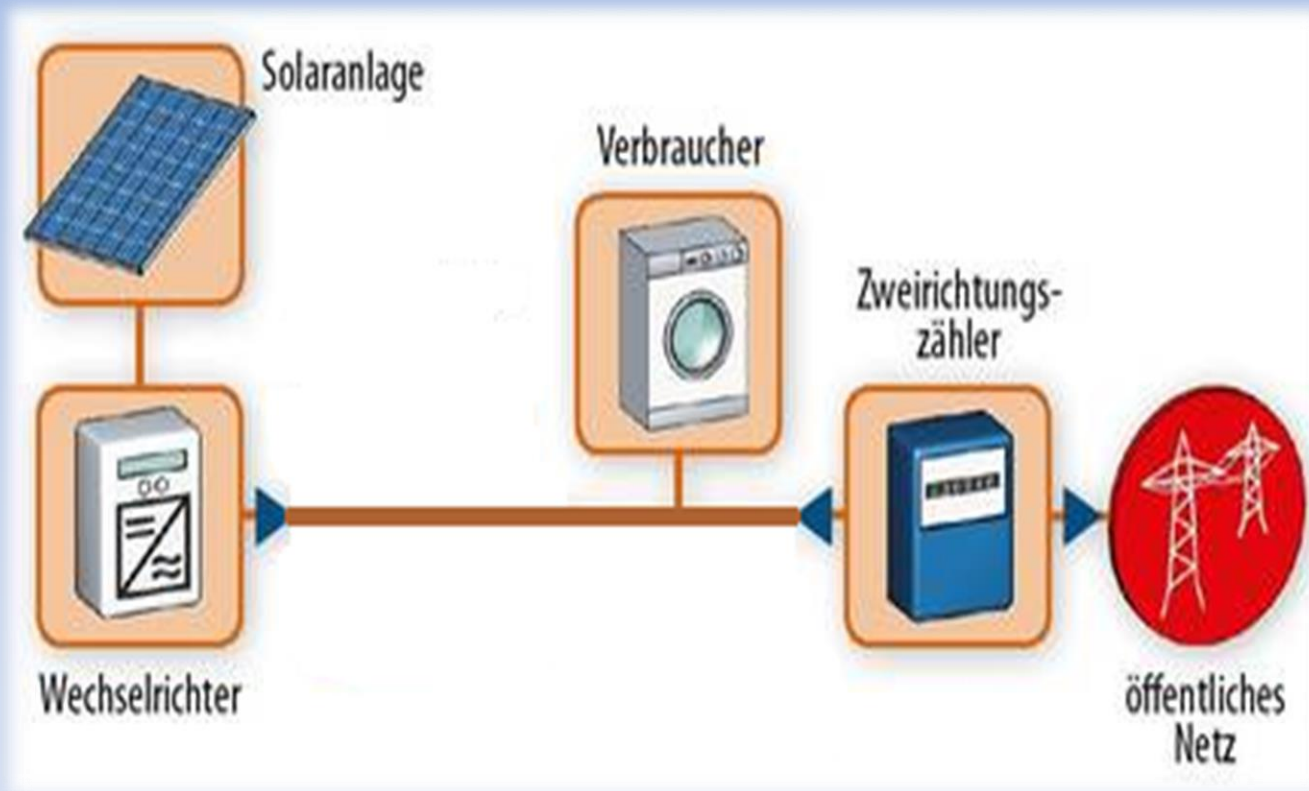 Solaranlage
Verbraucher
Zweirichtungs-
zähler
Wechselrichter
öffentliches
Netz